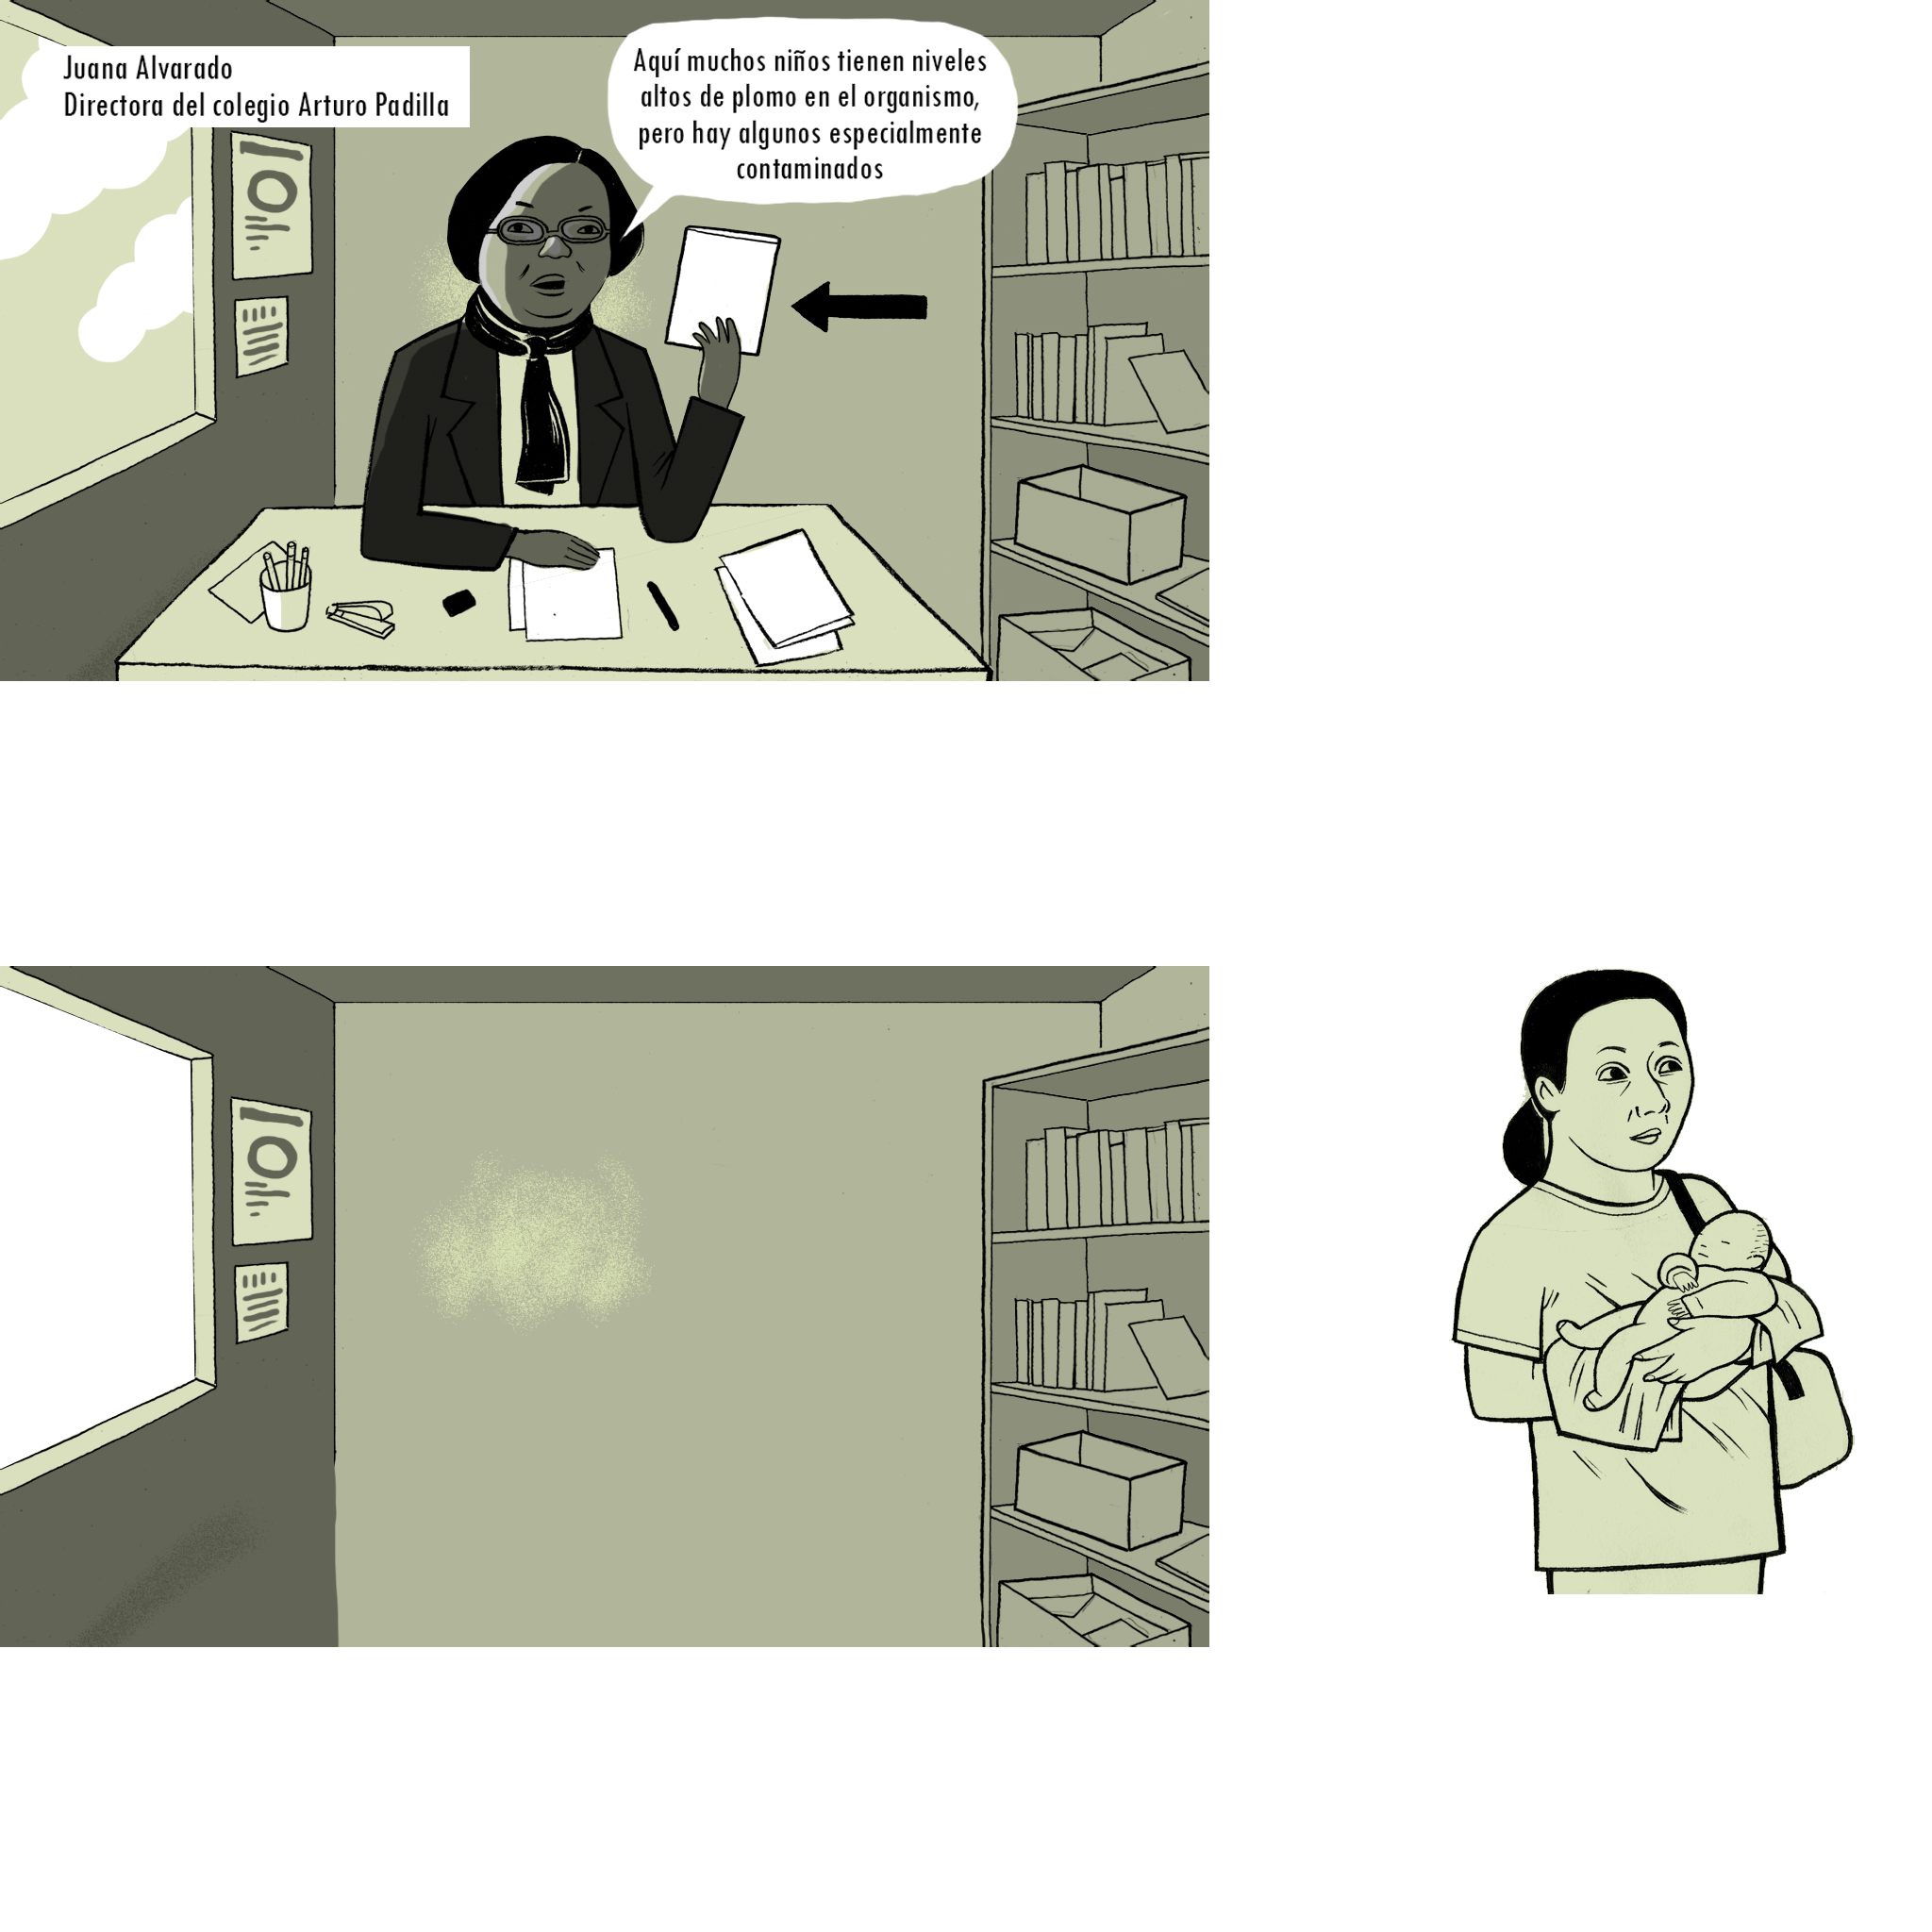 Juana Alvarado
Directora del colegio Arturo Padilla
Aquí muchos niños tienen niveles
altos de plomo en el organismo,
pero hay algunos especialmente
contaminados